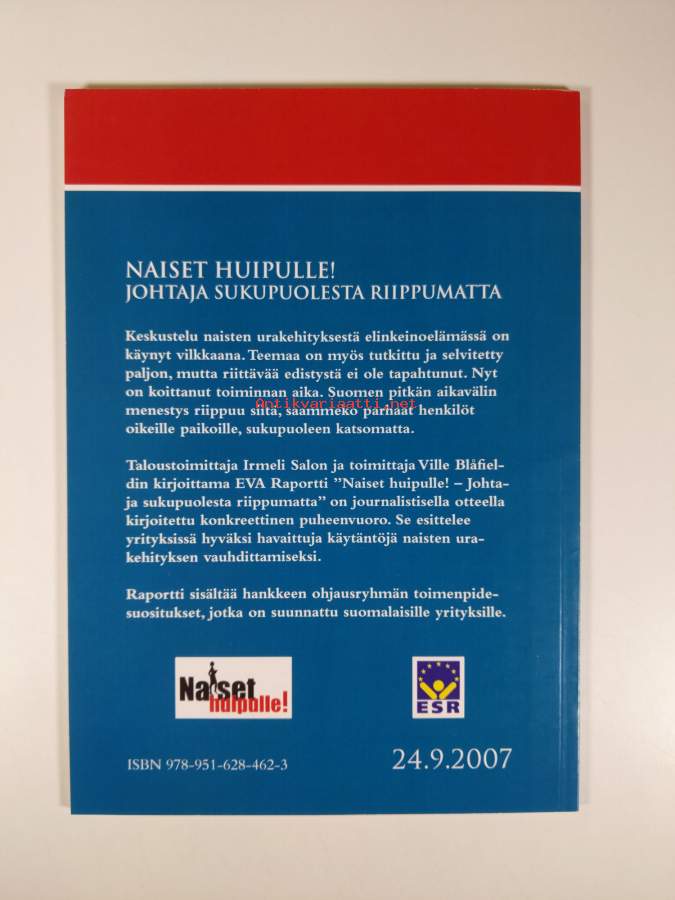 NAISET HUIPULLE!
JOHTAJA SUKUPUOLESTA RIIPPUMATTA
Keskustelu naisten urakehityksestä elinkeinoelämässä on
käynyt vilkkaana. Teemaa on myös tutkittu ja selvitetty
paljon, mutta riittävää edistystä ei ole tapahtunut. Nyt
on koittanut toiminnan aika. Suomen pitkän aikavälin
Antikvariaatti.net
menestys riippuu siitä, saammeko parhaat henkilöt
oikeille paikoille, sukupuoleen katsomatta.
Taloustoimittaja Irmeli Salon ja toimittaja Ville Blåfiel-
din kirjoittama EVA Raportti ”Naiset huipulle! – Johta-
ja sukupuolesta riippumatta” on journalistisella otteella
kirjoitettu konkreettinen puheenvuoro. Se esittelee
yrityksissä hyväksi havaittuja käytäntöjä naisten ura-
kehityksen vauhdittamiseksi.
Raportti sisältää hankkeen ohjausryhmän toimenpide-
suositukset, jotka on suunnattu suomalaisille yrityksille.
Naiset
huipulle!
ESR
ISBN 978-951-628-462-3
24.9.2007